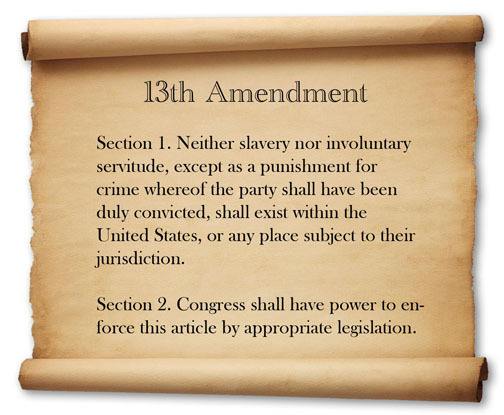 13th Amendment
Section 1. Neither slavery nor involuntary
servitude, except as a punishment for
crime whereof the party shall have been
duly convicted, shall exist within the
United States, or any place subject to their
jurisdiction.
Section 2. Congress shall have power to en-
force this article by appropriate legislation.